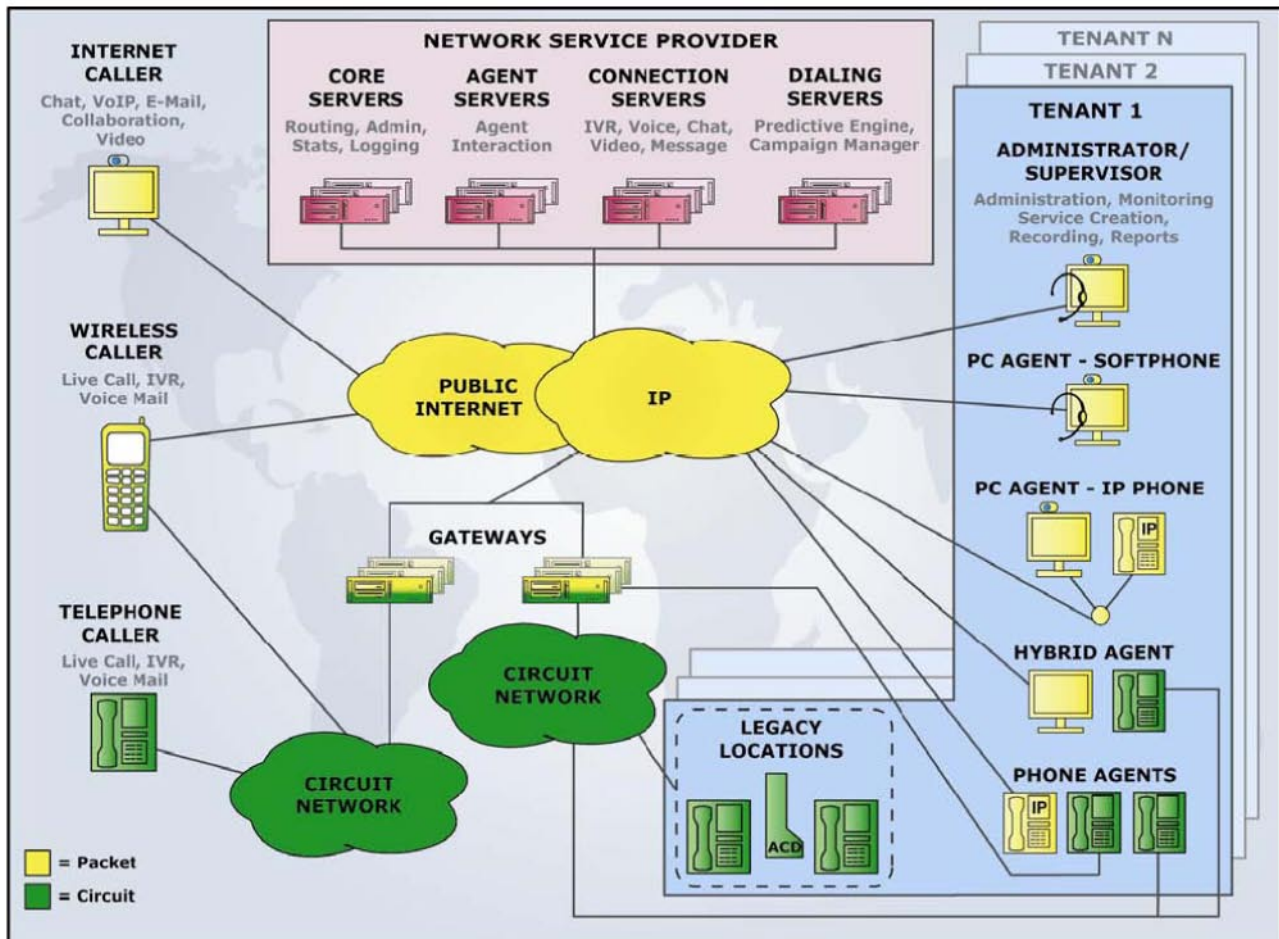 INTERNET
CALLER
Chat, VoIP, E-Mail,
Collaboration,
Video
WIRELESS
CALLER
Live Call, IVR,
Voice Mail
TELEPHONE
CALLER
Live Call, IVR,
Voice Mail
= Packet
= Circuit
NETWORK SERVICE PROVIDER
CORE
SERVERS
Routing, Admin,
Stats, Logging
AGENT
SERVERS
Agent
Interaction
CONNECTION
SERVERS
IVR, Voice, Chat,
Video, Message
DIALING
SERVERS
Predictive Engine,
Campaign Manager
PUBLIC
INTERNET
IP
GATEWAYS
CIRCUIT
NETWORK
CIRCUIT
NETWORK
TENANT N
TENANT 2
TENANT 1
ADMINISTRATOR/
SUPERVISOR
Administration, Monitoring
Service Creation,
Recording, Reports
PC AGENT - SOFTPHONE
PC AGENT - IP PHONE
IP
HYBRID AGENT
LEGACY
LOCATIONS
ACD
PHONE AGENTS
IP